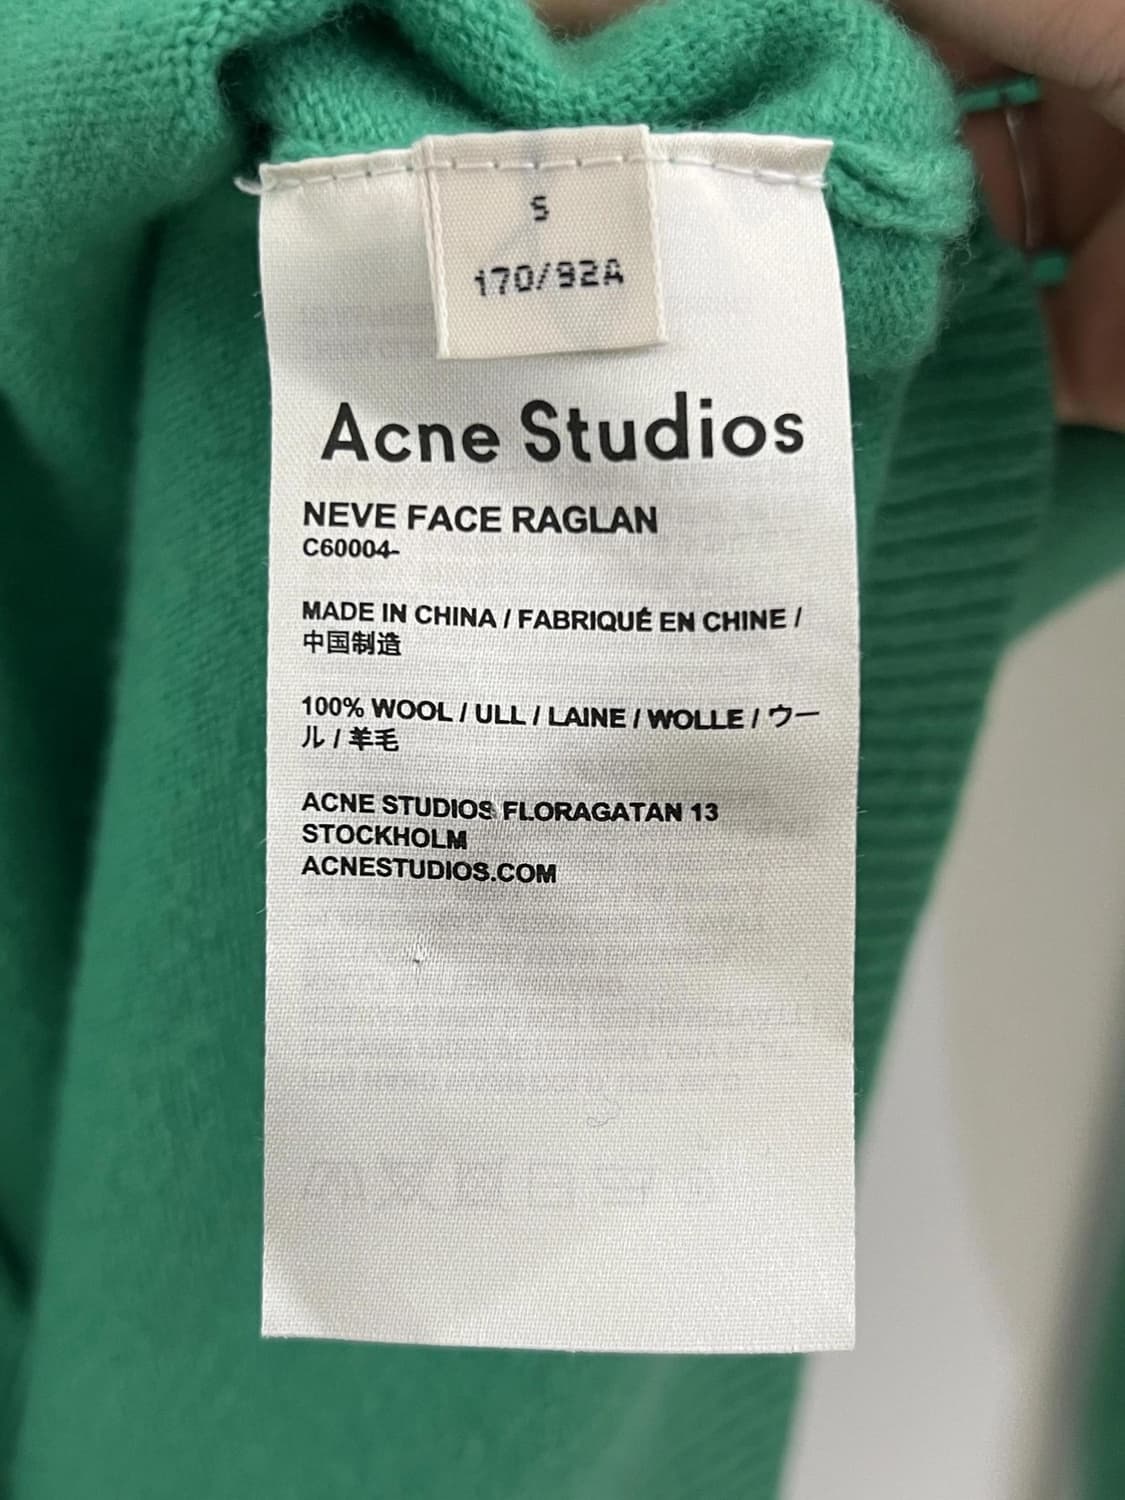 S
170/92A
Acne Studios
NEVE FACE RAGLAN
C60004-
MADE IN CHINA / FABRIQUÉ EN CHINE /
中国制造
100% WOOL / ULL / LAINE / WOLLE / ウー
ル / 羊毛
ACNE STUDIOS FLORAGATAN 13
STOCKHOLM
ACNESTUDIOS.COM